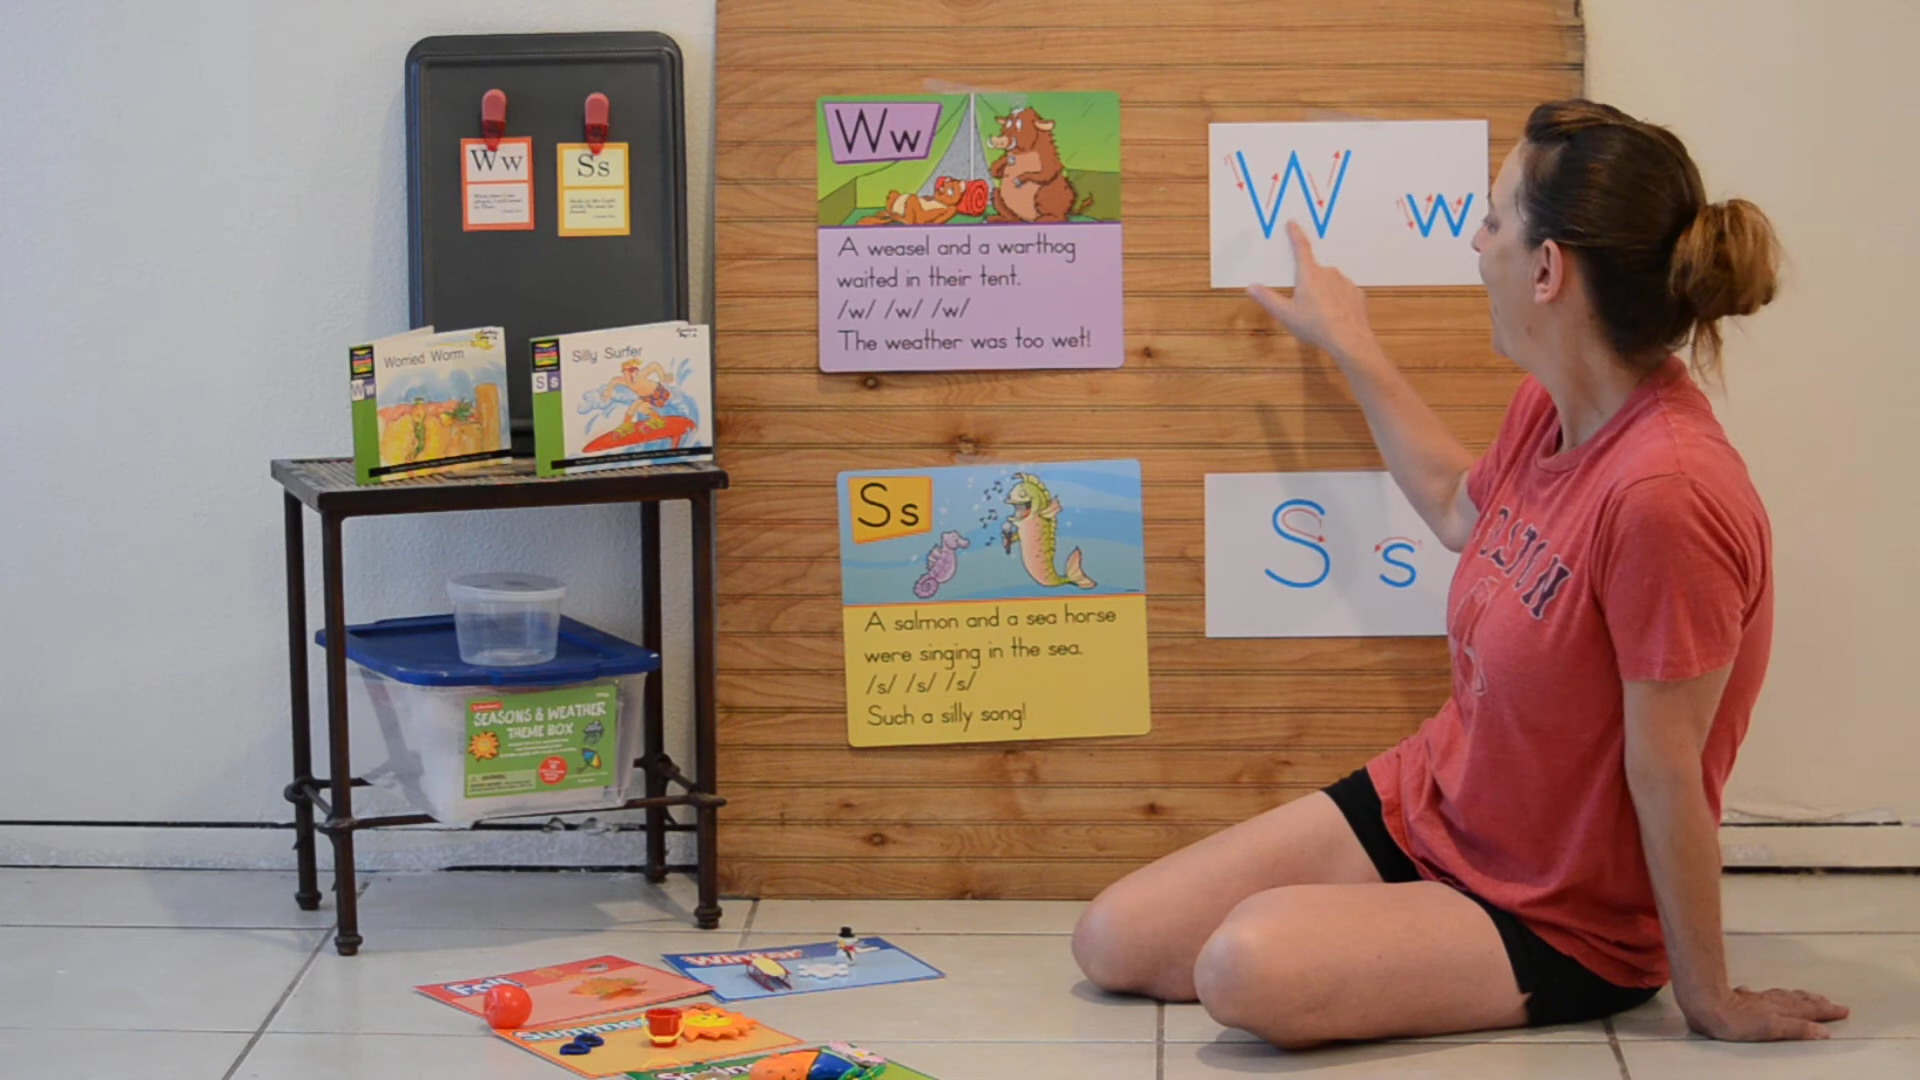 Ww
Ss
Worried Worm
Ww
Silly Surfer
S s
Ww
A weasel and a warthog
waited in their tent.
/w/ /w/ /w/
The weather was too wet!
W w
Ss
A salmon and a sea horse
were singing in the sea.
/s/ /s/ /s/
Such a silly song!
S s
SEASONS & WEATHER
THEME BOX
WARNING
Fall
Winter
Summer